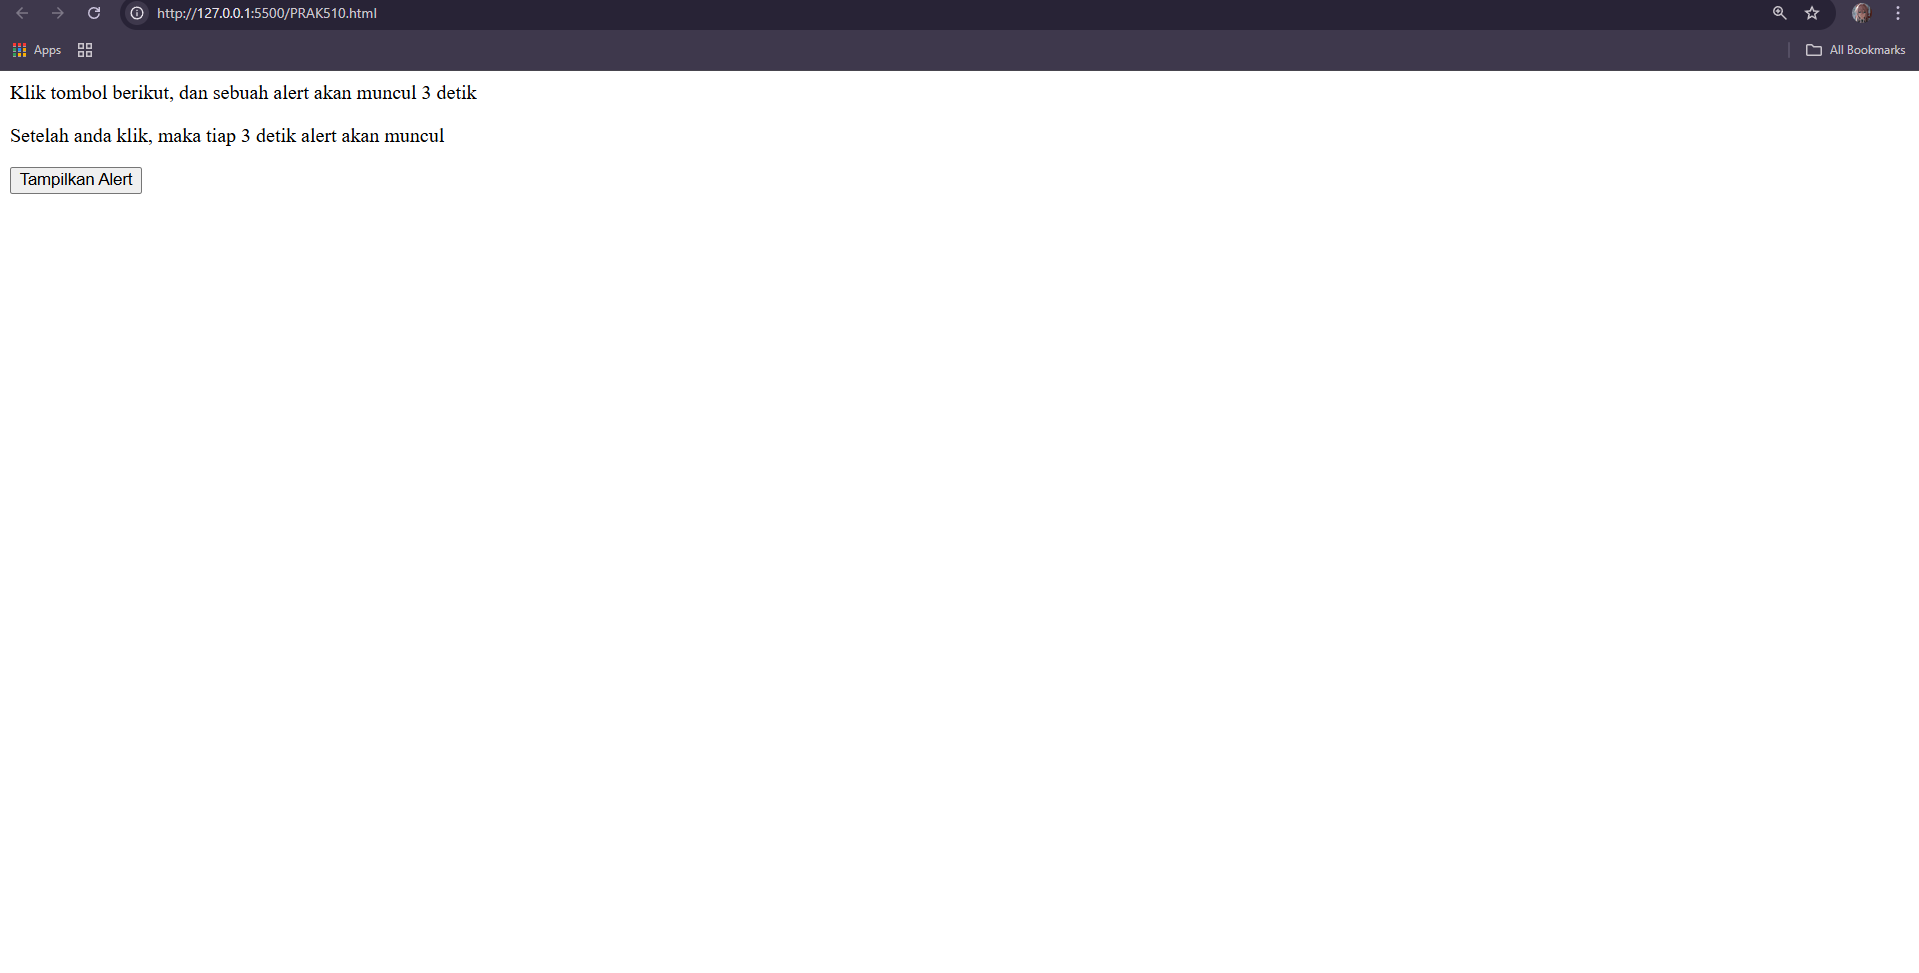 http://127.0.0.1:5500/PRAK510.html
Apps
All Bookmarks
Klik tombol berikut, dan sebuah alert akan muncul 3 detik
Setelah anda klik, maka tiap 3 detik alert akan muncul
Tampilkan Alert